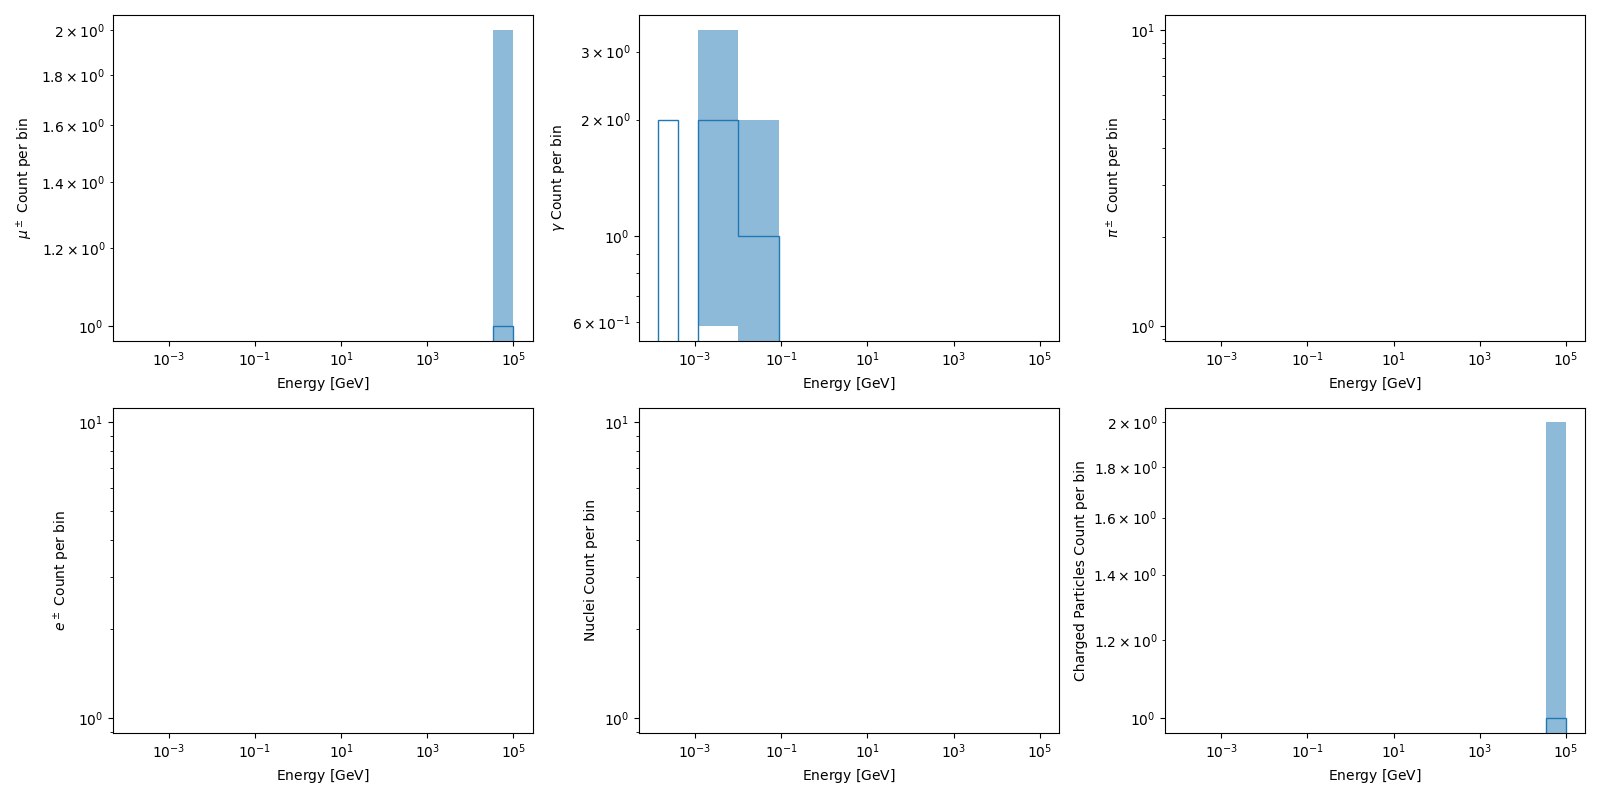 2 × 10⁰
1.8 × 10⁰
1.6 × 10⁰
1.4 × 10⁰
1.2 × 10⁰
10⁰
μ± Count per bin
10⁻³ 10⁻¹ 10¹ 10³ 10⁵
Energy [GeV]
3 × 10⁰
2 × 10⁰
10⁰
6 × 10⁻¹
γ Count per bin
10⁻³ 10⁻¹ 10¹ 10³ 10⁵
Energy [GeV]
10¹
10⁰
π± Count per bin
10⁻³ 10⁻¹ 10¹ 10³ 10⁵
Energy [GeV]
10¹
10⁰
e± Count per bin
10⁻³ 10⁻¹ 10¹ 10³ 10⁵
Energy [GeV]
10¹
10⁰
Nuclei Count per bin
10⁻³ 10⁻¹ 10¹ 10³ 10⁵
Energy [GeV]
2 × 10⁰
1.8 × 10⁰
1.6 × 10⁰
1.4 × 10⁰
1.2 × 10⁰
10⁰
Charged Particles Count per bin
10⁻³ 10⁻¹ 10¹ 10³ 10⁵
Energy [GeV]